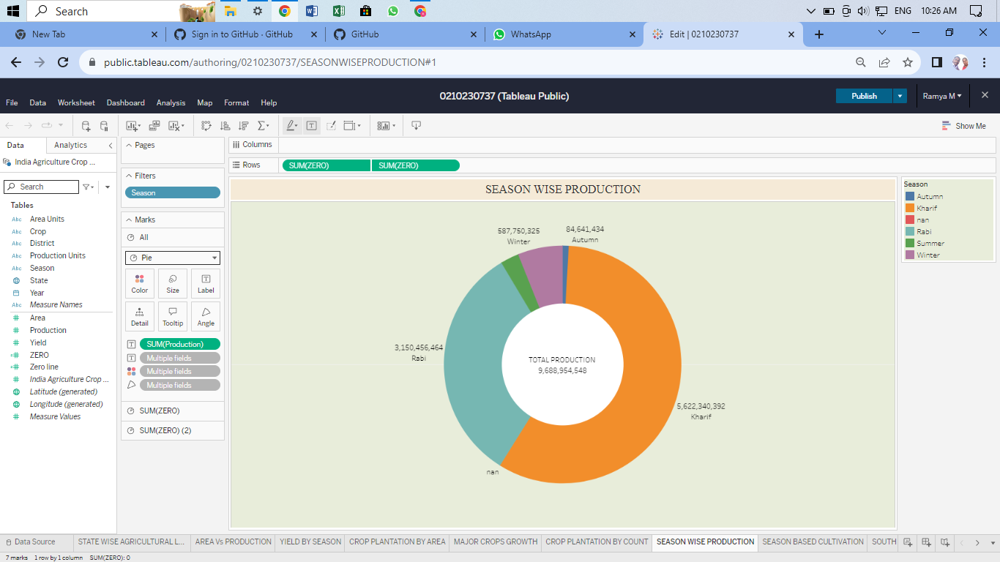 Search
ENG 10:26 AM
New Tab
Sign in to GitHub · GitHub
GitHub
WhatsApp
Edit | 0210230737
public.tableau.com/authoring/0210230737/SEASONWISEPRODUCTION#1
0210230737 (Tableau Public)
Publish
Ramya M
File Data Worksheet Dashboard Analysis Map Format Help
Show Me
Data Analytics
India Agriculture Crop ...
Search
Tables
Abc Area Units
Abc Crop
Abc District
Abc Production Units
Abc Season
State
Year
Abc Measure Names
Area
Production
Yield
ZERO
Zero line
India Agriculture Crop ...
Latitude (generated)
Longitude (generated)
Measure Values
Pages
Filters
Season
Marks
All
Pie
Color Size Label
Detail Tooltip Angle
SUM(Production)
Multiple fields
Multiple fields
Multiple fields
SUM(ZERO)
SUM(ZERO) (2)
Columns
Rows SUM(ZERO) SUM(ZERO)
SEASON WISE PRODUCTION
587,750,325
Winter
84,641,434
Autumn
3,150,456,464
Rabi
TOTAL PRODUCTION
9,688,954,548
5,622,340,392
Kharif
nan
Season
Autumn
Kharif
nan
Rabi
Summer
Winter
Data Source STATE WISE AGRICULTURAL L... AREA Vs PRODUCTION YIELD BY SEASON CROP PLANTATION BY AREA MAJOR CROPS GROWTH CROP PLANTATION BY COUNT SEASON WISE PRODUCTION SEASON BASED CULTIVATION SOUTH
7 marks 1 row by 1 column SUM(ZERO): 0